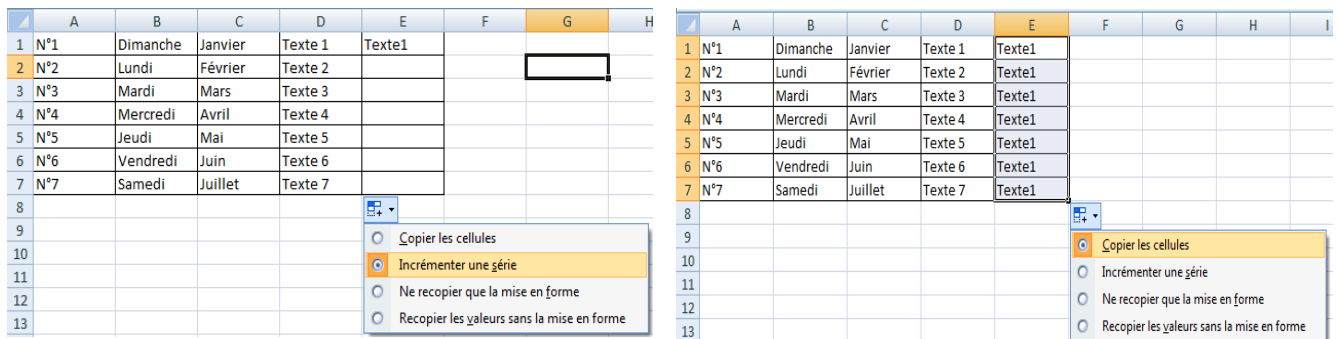 A B C D E F G H
1 N°1 Dimanche Janvier Texte 1 Texte1
2 N°2 Lundi Février Texte 2
3 N°3 Mardi Mars Texte 3
4 N°4 Mercredi Avril Texte 4
5 N°5 Jeudi Mai Texte 5
6 N°6 Vendredi Juin Texte 6
7 N°7 Samedi Juillet Texte 7
8
9 Copier les cellules
10
11 Incrémenter une série
12 Ne recopier que la mise en forme
13 Recopier les valeurs sans la mise en forme
A B C D E F G H I
1 N°1 Dimanche Janvier Texte 1 Texte1
2 N°2 Lundi Février Texte 2 Texte1
3 N°3 Mardi Mars Texte 3 Texte1
4 N°4 Mercredi Avril Texte 4 Texte1
5 N°5 Jeudi Mai Texte 5 Texte1
6 N°6 Vendredi Juin Texte 6 Texte1
7 N°7 Samedi Juillet Texte 7 Texte1
8
9 Copier les cellules
10 Incrémenter une série
11
12 Ne recopier que la mise en forme
13 Recopier les valeurs sans la mise en forme